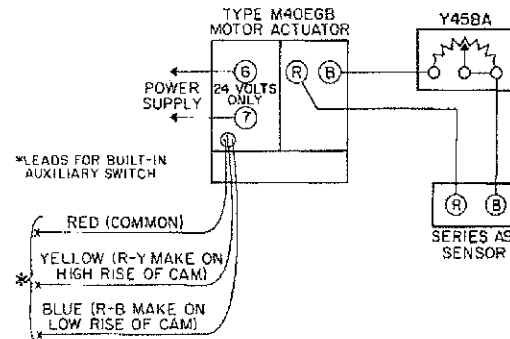 TYPE M40EGB
MOTOR ACTUATOR
Y458A
6
24 VOLTS
ONLY
7
R
B
POWER
SUPPLY
*LEADS FOR BUILT-IN
AUXILIARY SWITCH
R
B
SERIES A9
SENSOR
*
RED (COMMON)
YELLOW (R-Y MAKE ON
HIGH RISE OF CAM)
BLUE (R-B MAKE ON
LOW RISE OF CAM)